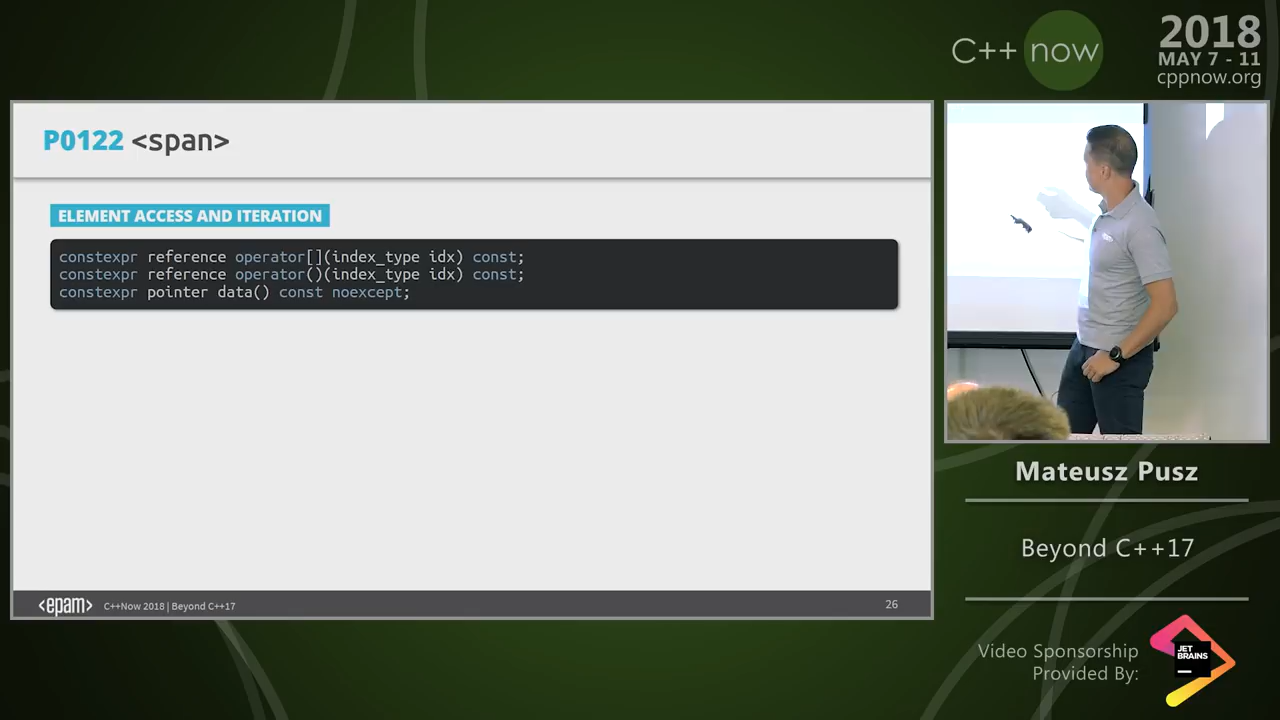 C++ now
2018
MAY 7 - 11
cppnow.org
P0122 <span>
ELEMENT ACCESS AND ITERATION
constexpr reference operator[](index_type idx) const;
constexpr reference operator()(index_type idx) const;
constexpr pointer data() const noexcept;
<epam> C++Now 2018 | Beyond C++17
26
Mateusz Pusz
Beyond C++17
Video Sponsorship
Provided By:
JET
BRAINS